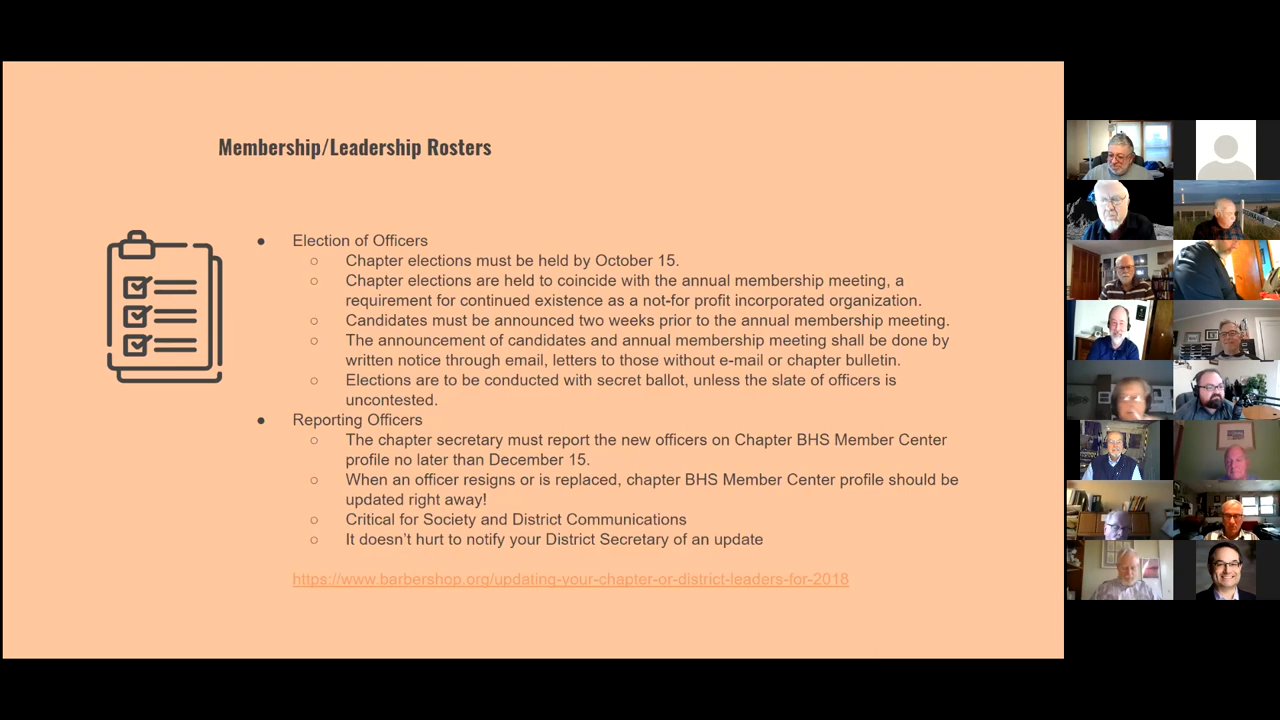 Membership/Leadership Rosters
● Election of Officers
○ Chapter elections must be held by October 15.
○ Chapter elections are held to coincide with the annual membership meeting, a
requirement for continued existence as a not-for profit incorporated organization.
○ Candidates must be announced two weeks prior to the annual membership meeting.
○ The announcement of candidates and annual membership meeting shall be done by
written notice through email, letters to those without e-mail or chapter bulletin.
○ Elections are to be conducted with secret ballot, unless the slate of officers is
uncontested.
● Reporting Officers
○ The chapter secretary must report the new officers on Chapter BHS Member Center
profile no later than December 15.
○ When an officer resigns or is replaced, chapter BHS Member Center profile should be
updated right away!
○ Critical for Society and District Communications
○ It doesn't hurt to notify your District Secretary of an update
https://www.barbershop.org/updating-your-chapter-or-district-leaders-for-2018